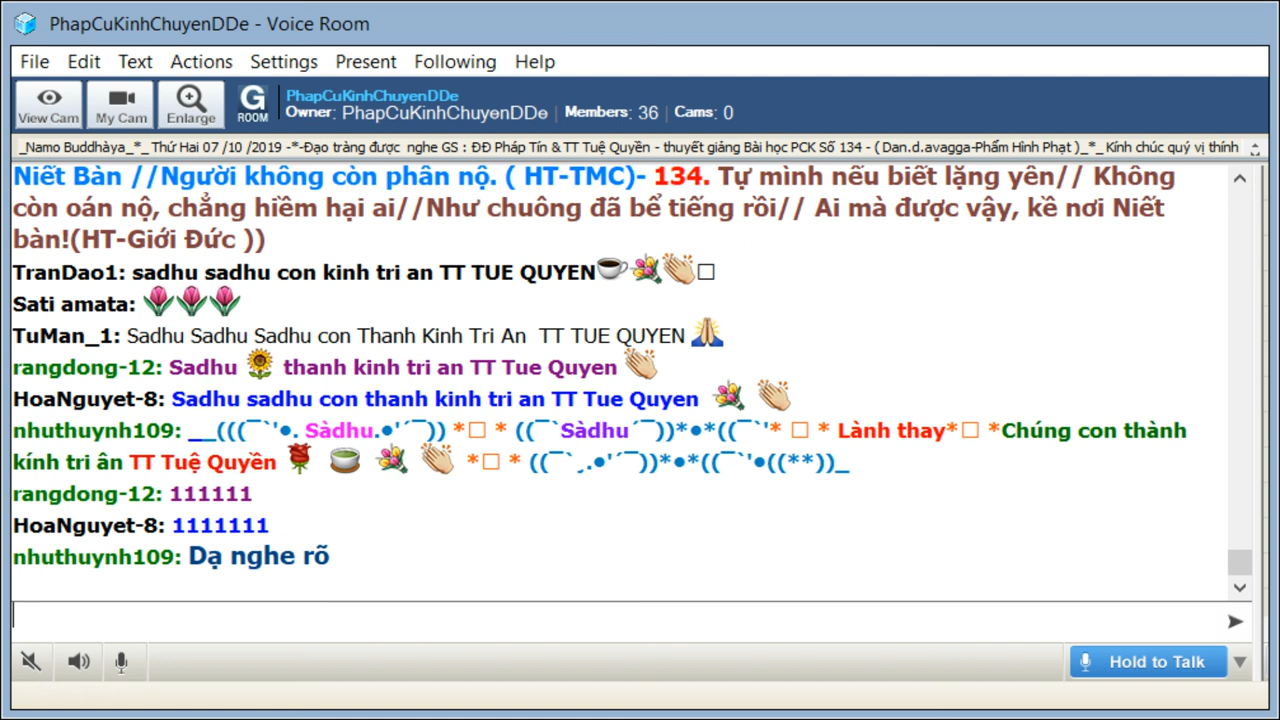 PhapCuKinhChuyenDDe - Voice Room
File Edit Text Actions Settings Present Following Help
View Cam My Cam Enlarge G ROOM
PhapCuKinhChuyenDDe
Owner: PhapCuKinhChuyenDDe | Members: 36 | Cams: 0
_Namo Buddhàya_*_ Thứ Hai 07 /10 /2019 -*-Đạo tràng được nghe GS : ĐĐ Pháp Tín & TT Tuệ Quyền - thuyết giảng Bài học PCK Số 134 - ( Dan.d.avagga-Phẩm Hình Phạt )_*_ Kính chúc quý vị thính
Niết Bàn //Người không còn phân nộ. ( HT-TMC)- 134. Tự mình nếu biết lặng yên// Không
còn oán nộ, chẳng hiềm hại ai//Như chuông đã bể tiếng rồi// Ai mà được vậy, kề nơi Niết
bàn!(HT-Giới Đức ))
TranDao1: sadhu sadhu con kinh tri an TT TUE QUYEN☕💐👏□
Sati amata: 🌷🌷🌷
TuMan_1: Sadhu Sadhu Sadhu con Thanh Kinh Tri An TT TUE QUYEN 🙏
rangdong-12: Sadhu 🌻 thanh kinh tri an TT Tue Quyen 👏
HoaNguyet-8: Sadhu sadhu con thanh kinh tri an TT Tue Quyen 💐 👏
nhuthuynh109: __(((¯`'•. Sàdhu.•'´¯)) *□ * ((¯`Sàdhu´¯))*•*((¯`'* □ * Lành thay*□ *Chúng con thành
kính tri ân TT Tuệ Quyền 🌹 🍵 💐 👏 *□ * ((¯`¸.•'´¯))*•*((¯`'•((**))_
rangdong-12: 111111
HoaNguyet-8: 1111111
nhuthuynh109: Dạ nghe rõ
Hold to Talk